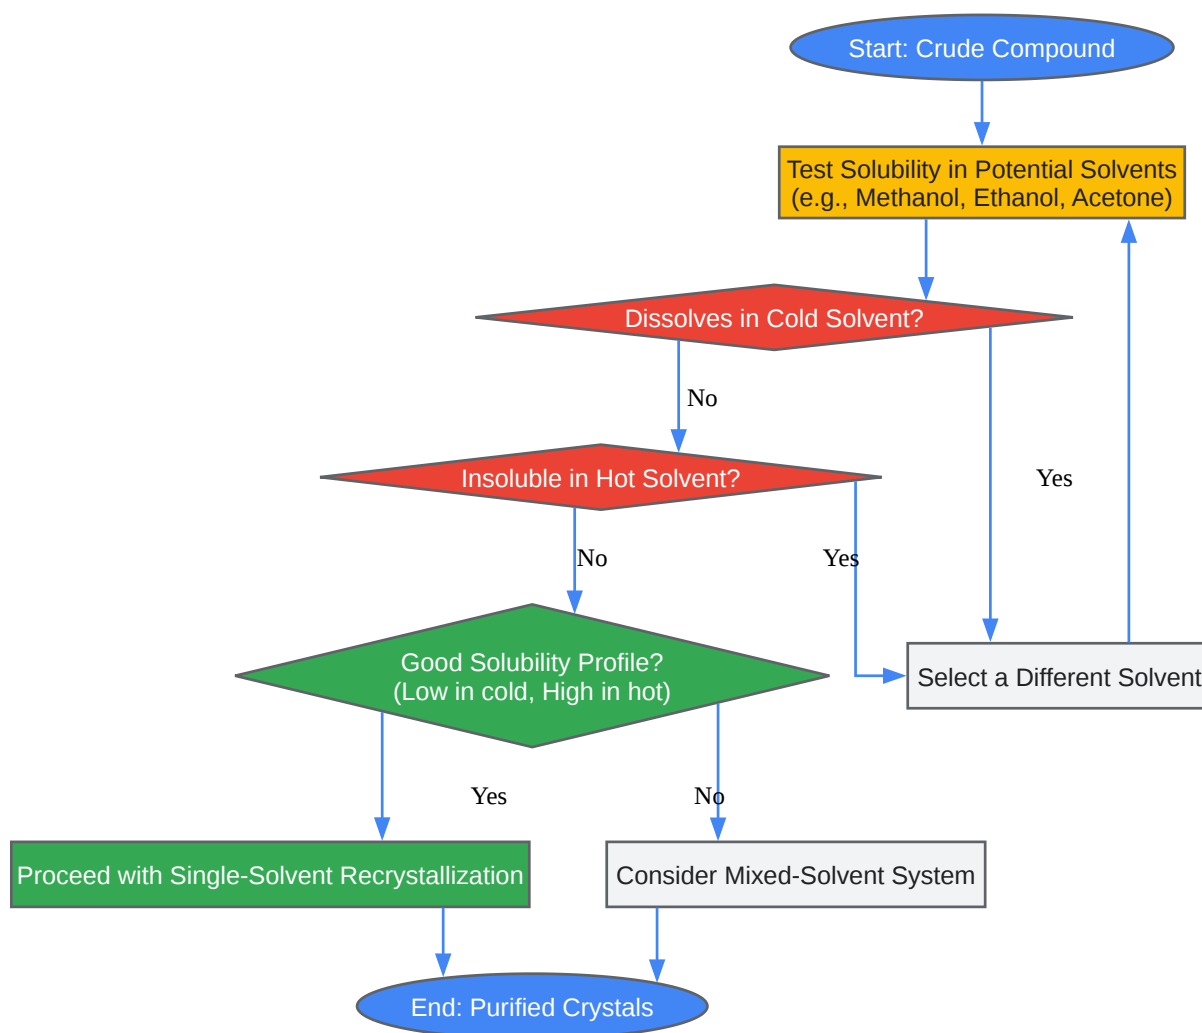 Start: Crude Compound
Test Solubility in Potential Solvents
(e.g., Methanol, Ethanol, Acetone)
Dissolves in Cold Solvent?
No
Insoluble in Hot Solvent?
Yes
No
Yes
Good Solubility Profile?
(Low in cold, High in hot)
Select a Different Solvent
Yes
No
Proceed with Single-Solvent Recrystallization
Consider Mixed-Solvent System
End: Purified Crystals